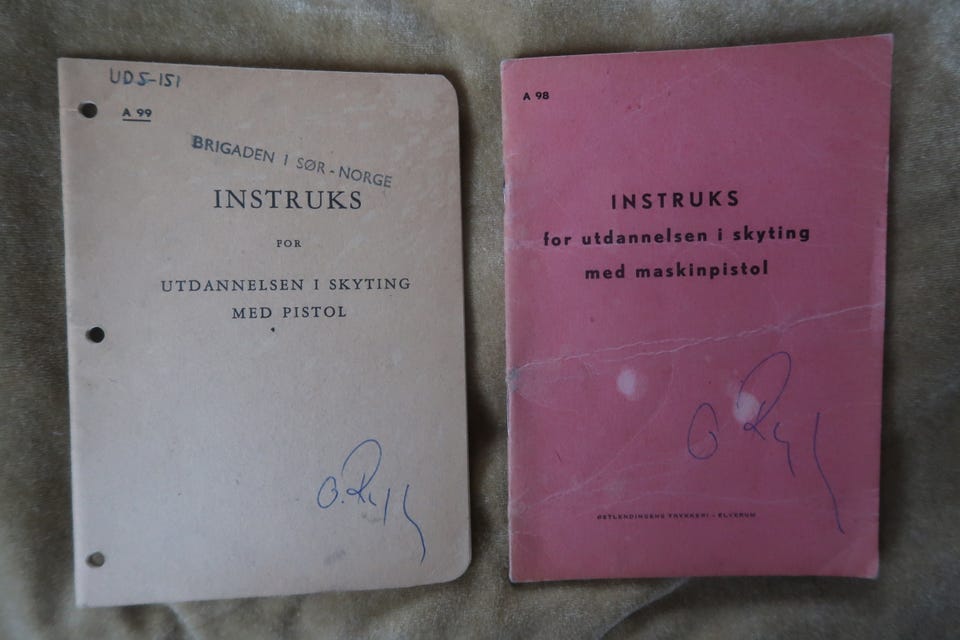 UD5-151
A 99
BRIGADEN I SØR-NORGE
INSTRUKS
FOR
UTDANNELSEN I SKYTING
MED PISTOL
A 98
INSTRUKS
for utdannelsen i skyting
med maskinpistol
ØSTLENDINGENS TRYKKERI - ELVERUM